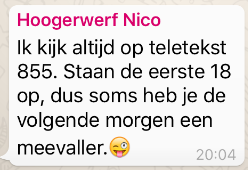 Hoogerwerf Nico
Ik kijk altijd op teletekst
855. Staan de eerste 18
op, dus soms heb je de
volgende morgen een
meevaller.😜
20:04